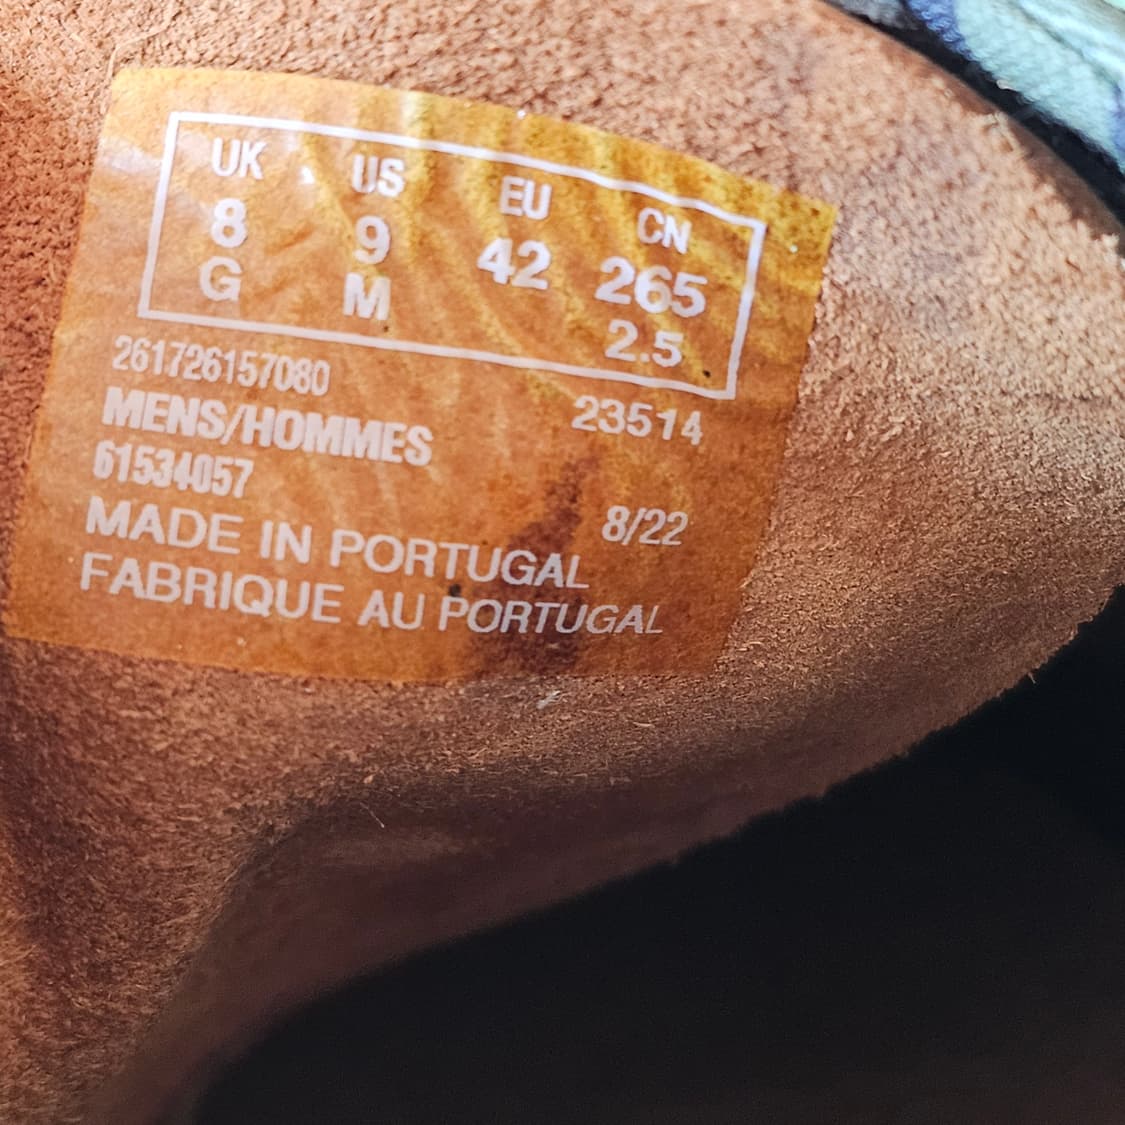 UK US EU CN
8 9 42 265
G M 2.5
261726157080
MENS/HOMMES 23514
61534057
MADE IN PORTUGAL 8/22
FABRIQUE AU PORTUGAL